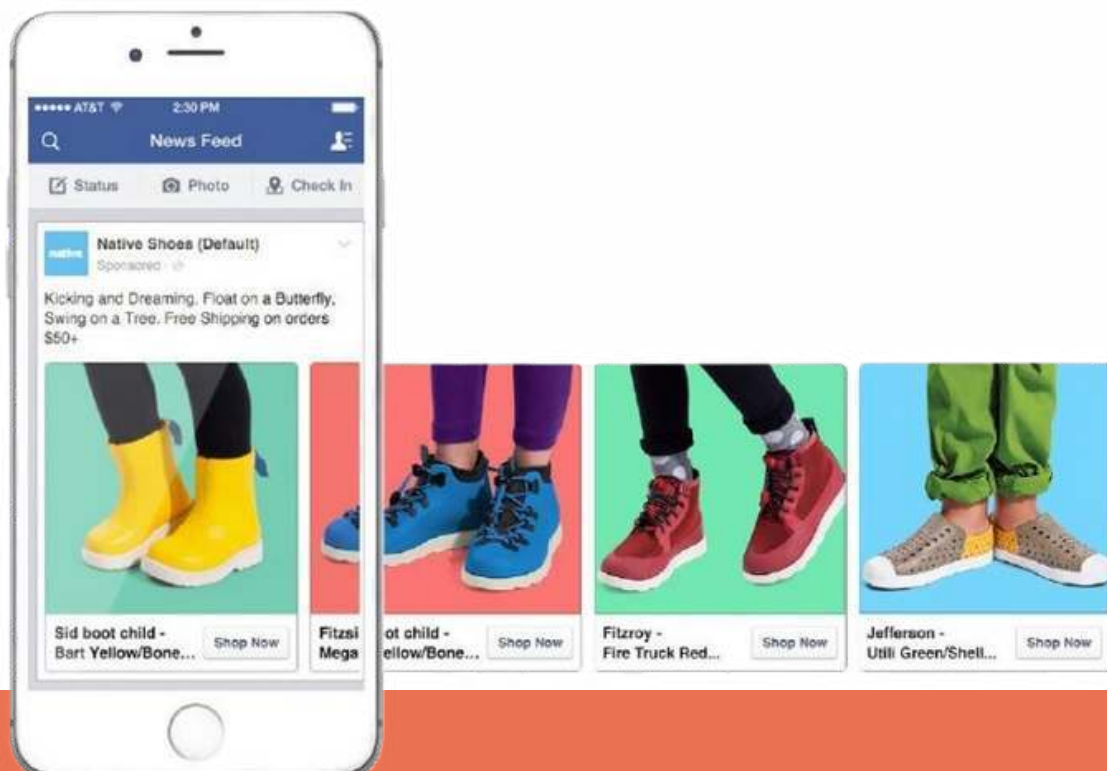 AT&T 2:30 PM
News Feed
Status Photo Check In
native
Native Shoes (Default)
Sponsored
Kicking and Dreaming. Float on a Butterfly.
Swing on a Tree. Free Shipping on orders
$50+
Sid boot child -
Bart Yellow/Bone...
Shop Now
Fitzsi ot child -
Mega ellow/Bone...
Shop Now
Fitzroy -
Fire Truck Red...
Shop Now
Jefferson -
Utili Green/Shell...
Shop Now